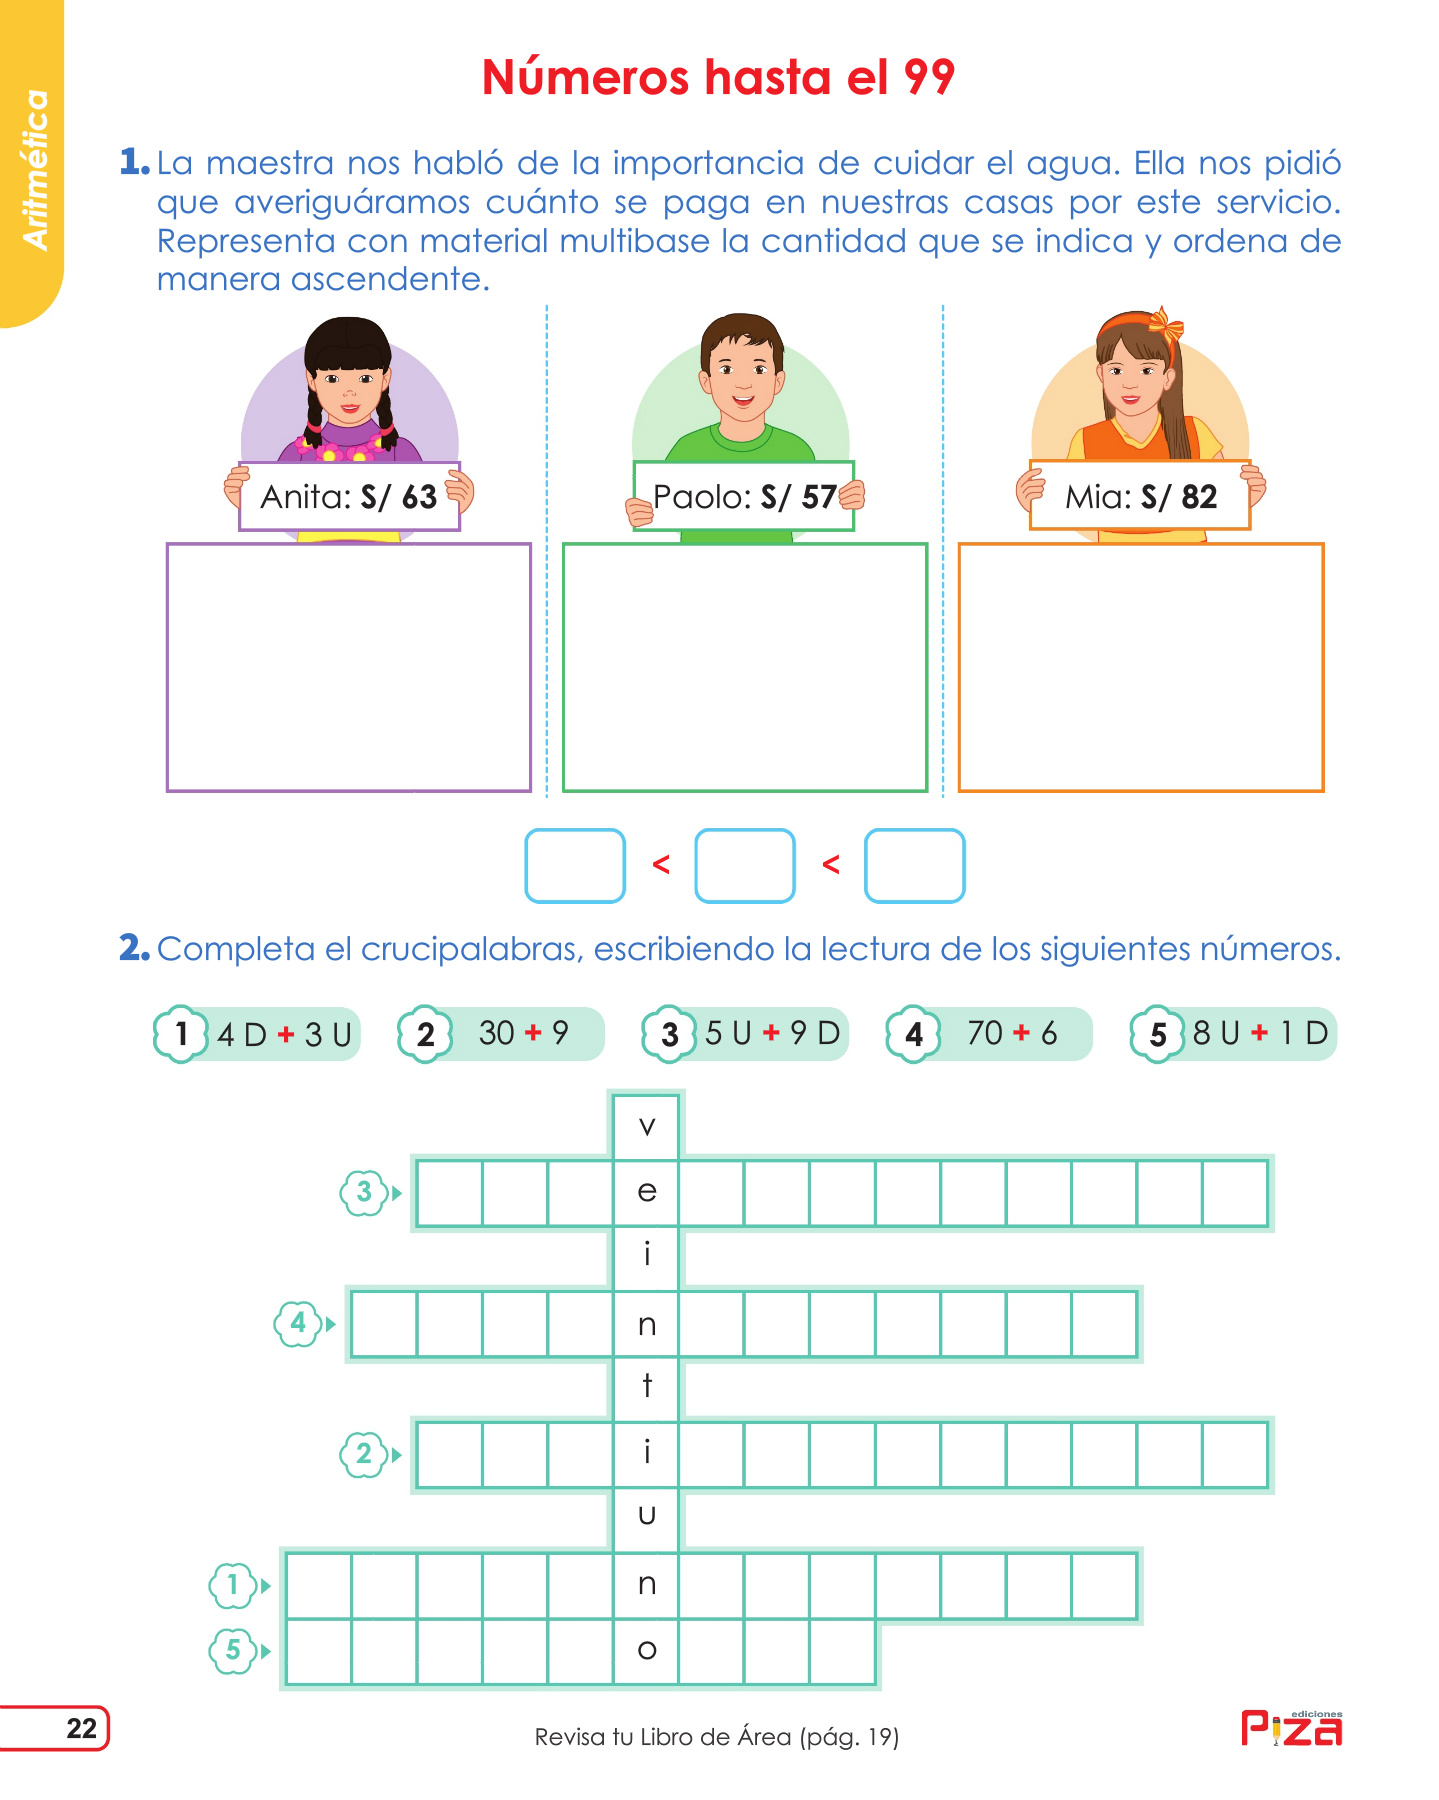 Aritmética
Números hasta el 99
1. La maestra nos habló de la importancia de cuidar el agua. Ella nos pidió
que averiguáramos cuánto se paga en nuestras casas por este servicio.
Representa con material multibase la cantidad que se indica y ordena de
manera ascendente.
Anita: S/ 63
Paolo: S/ 57
Mia: S/ 82
< <
2. Completa el crucipalabras, escribiendo la lectura de los siguientes números.
1 4 D + 3 U
2 30 + 9
3 5 U + 9 D
4 70 + 6
5 8 U + 1 D
v
3 e
i
4 n
t
2 i
u
1 n
5 o
22
Revisa tu Libro de Área (pág. 19)
ediciones
Piza